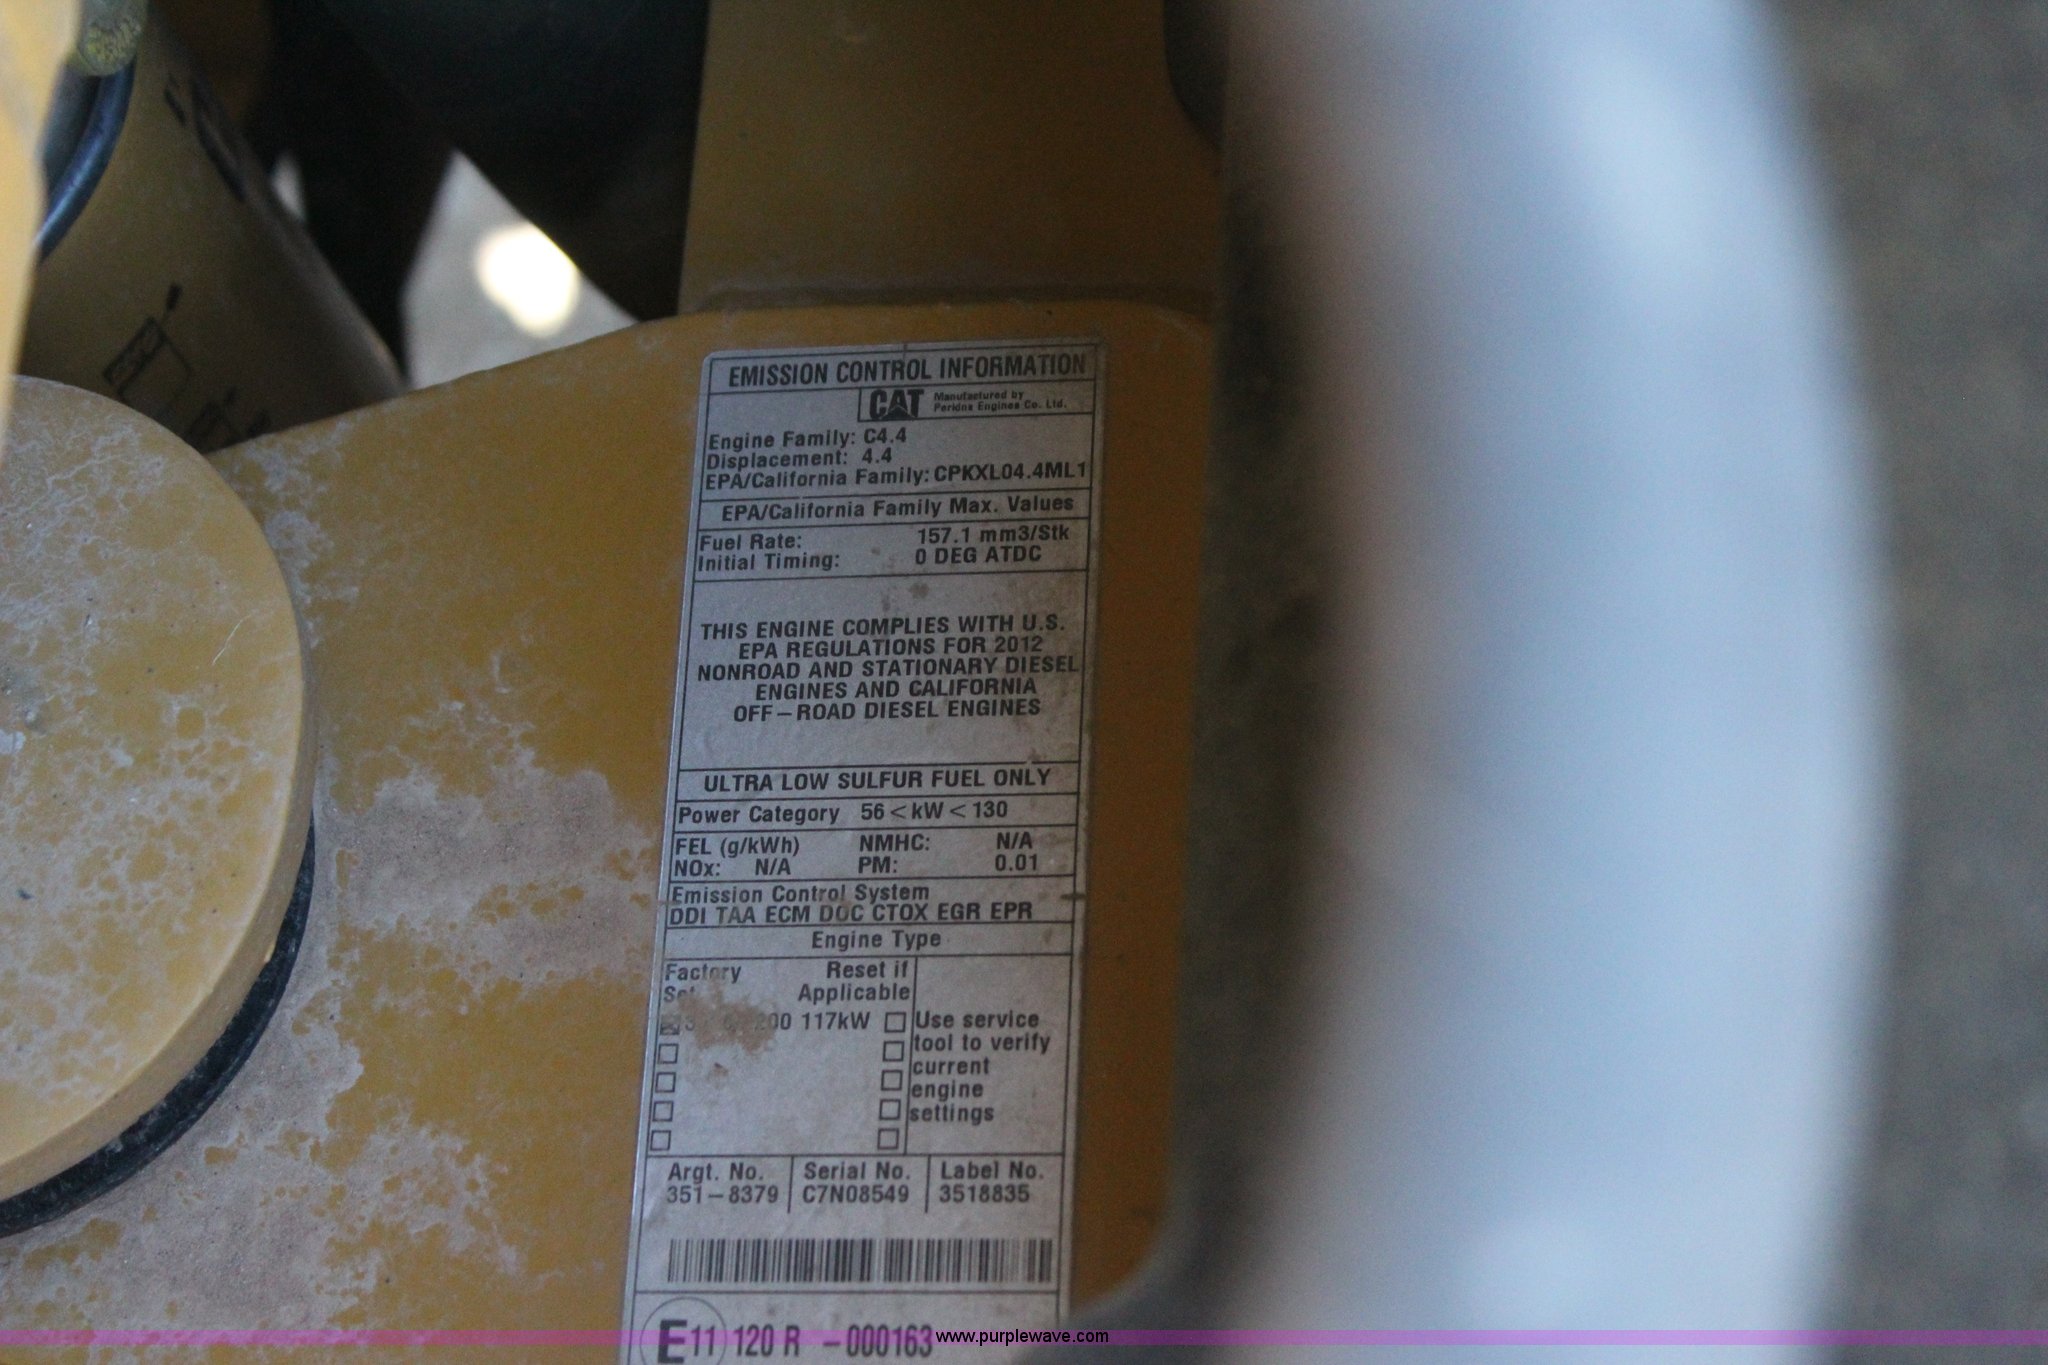 EMISSION CONTROL INFORMATION
CAT Manufactured by
Perkins Engines Co. Ltd.
Engine Family: C4.4
Displacement: 4.4
EPA/California Family: CPKXL04.4ML1
EPA/California Family Max. Values
Fuel Rate: 157.1 mm3/Stk
Initial Timing: 0 DEG ATDC
THIS ENGINE COMPLIES WITH U.S.
EPA REGULATIONS FOR 2012
NONROAD AND STATIONARY DIESEL
ENGINES AND CALIFORNIA
OFF-ROAD DIESEL ENGINES
ULTRA LOW SULFUR FUEL ONLY
Power Category 56 < kW < 130
FEL (g/kWh) NMHC: N/A
NOx: N/A PM: 0.01
Emission Control System
DDI TAA ECM DOC CTOX EGR EPR
Engine Type
Factory Reset if
Set Applicable
117kW
Use service
tool to verify
current
engine
settings
Argt. No. Serial No. Label No.
351-8379 C7N08549 3518835
E11 120 R -000163
www.purplewave.com